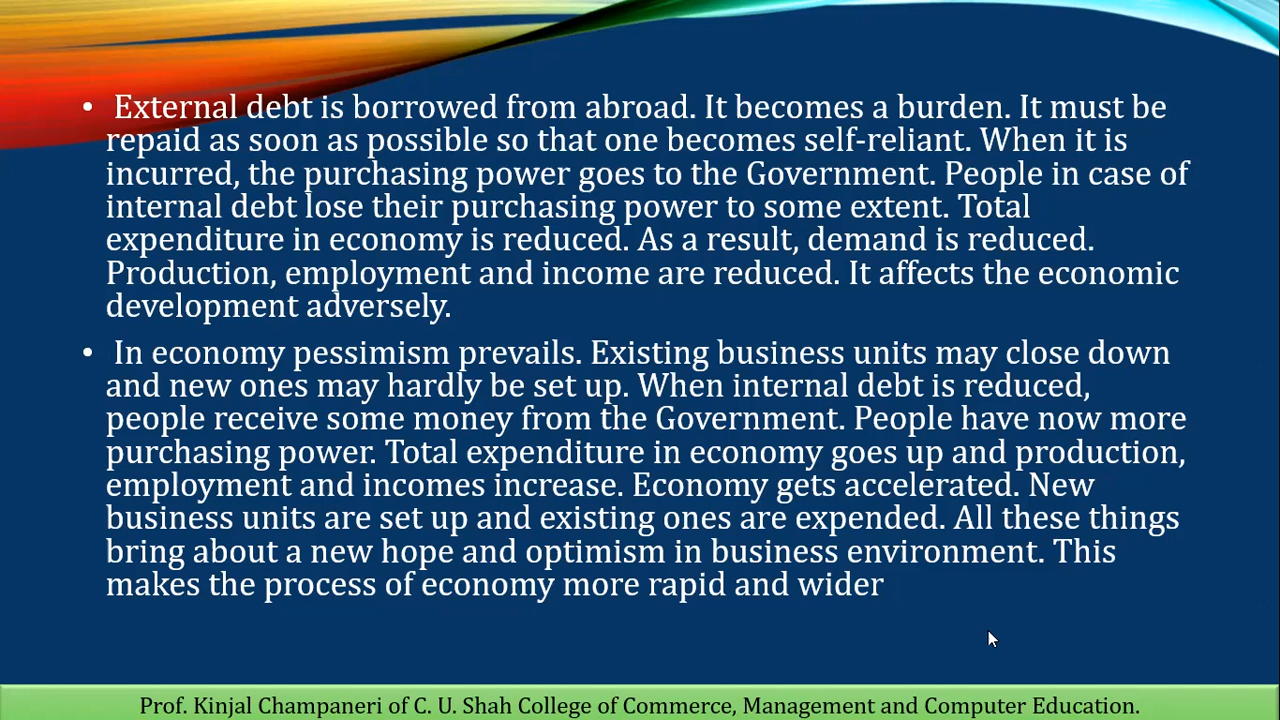 • External debt is borrowed from abroad. It becomes a burden. It must be
repaid as soon as possible so that one becomes self-reliant. When it is
incurred, the purchasing power goes to the Government. People in case of
internal debt lose their purchasing power to some extent. Total
expenditure in economy is reduced. As a result, demand is reduced.
Production, employment and income are reduced. It affects the economic
development adversely.
• In economy pessimism prevails. Existing business units may close down
and new ones may hardly be set up. When internal debt is reduced,
people receive some money from the Government. People have now more
purchasing power. Total expenditure in economy goes up and production,
employment and incomes increase. Economy gets accelerated. New
business units are set up and existing ones are expended. All these things
bring about a new hope and optimism in business environment. This
makes the process of economy more rapid and wider
Prof. Kinjal Champaneri of C. U. Shah College of Commerce, Management and Computer Education.